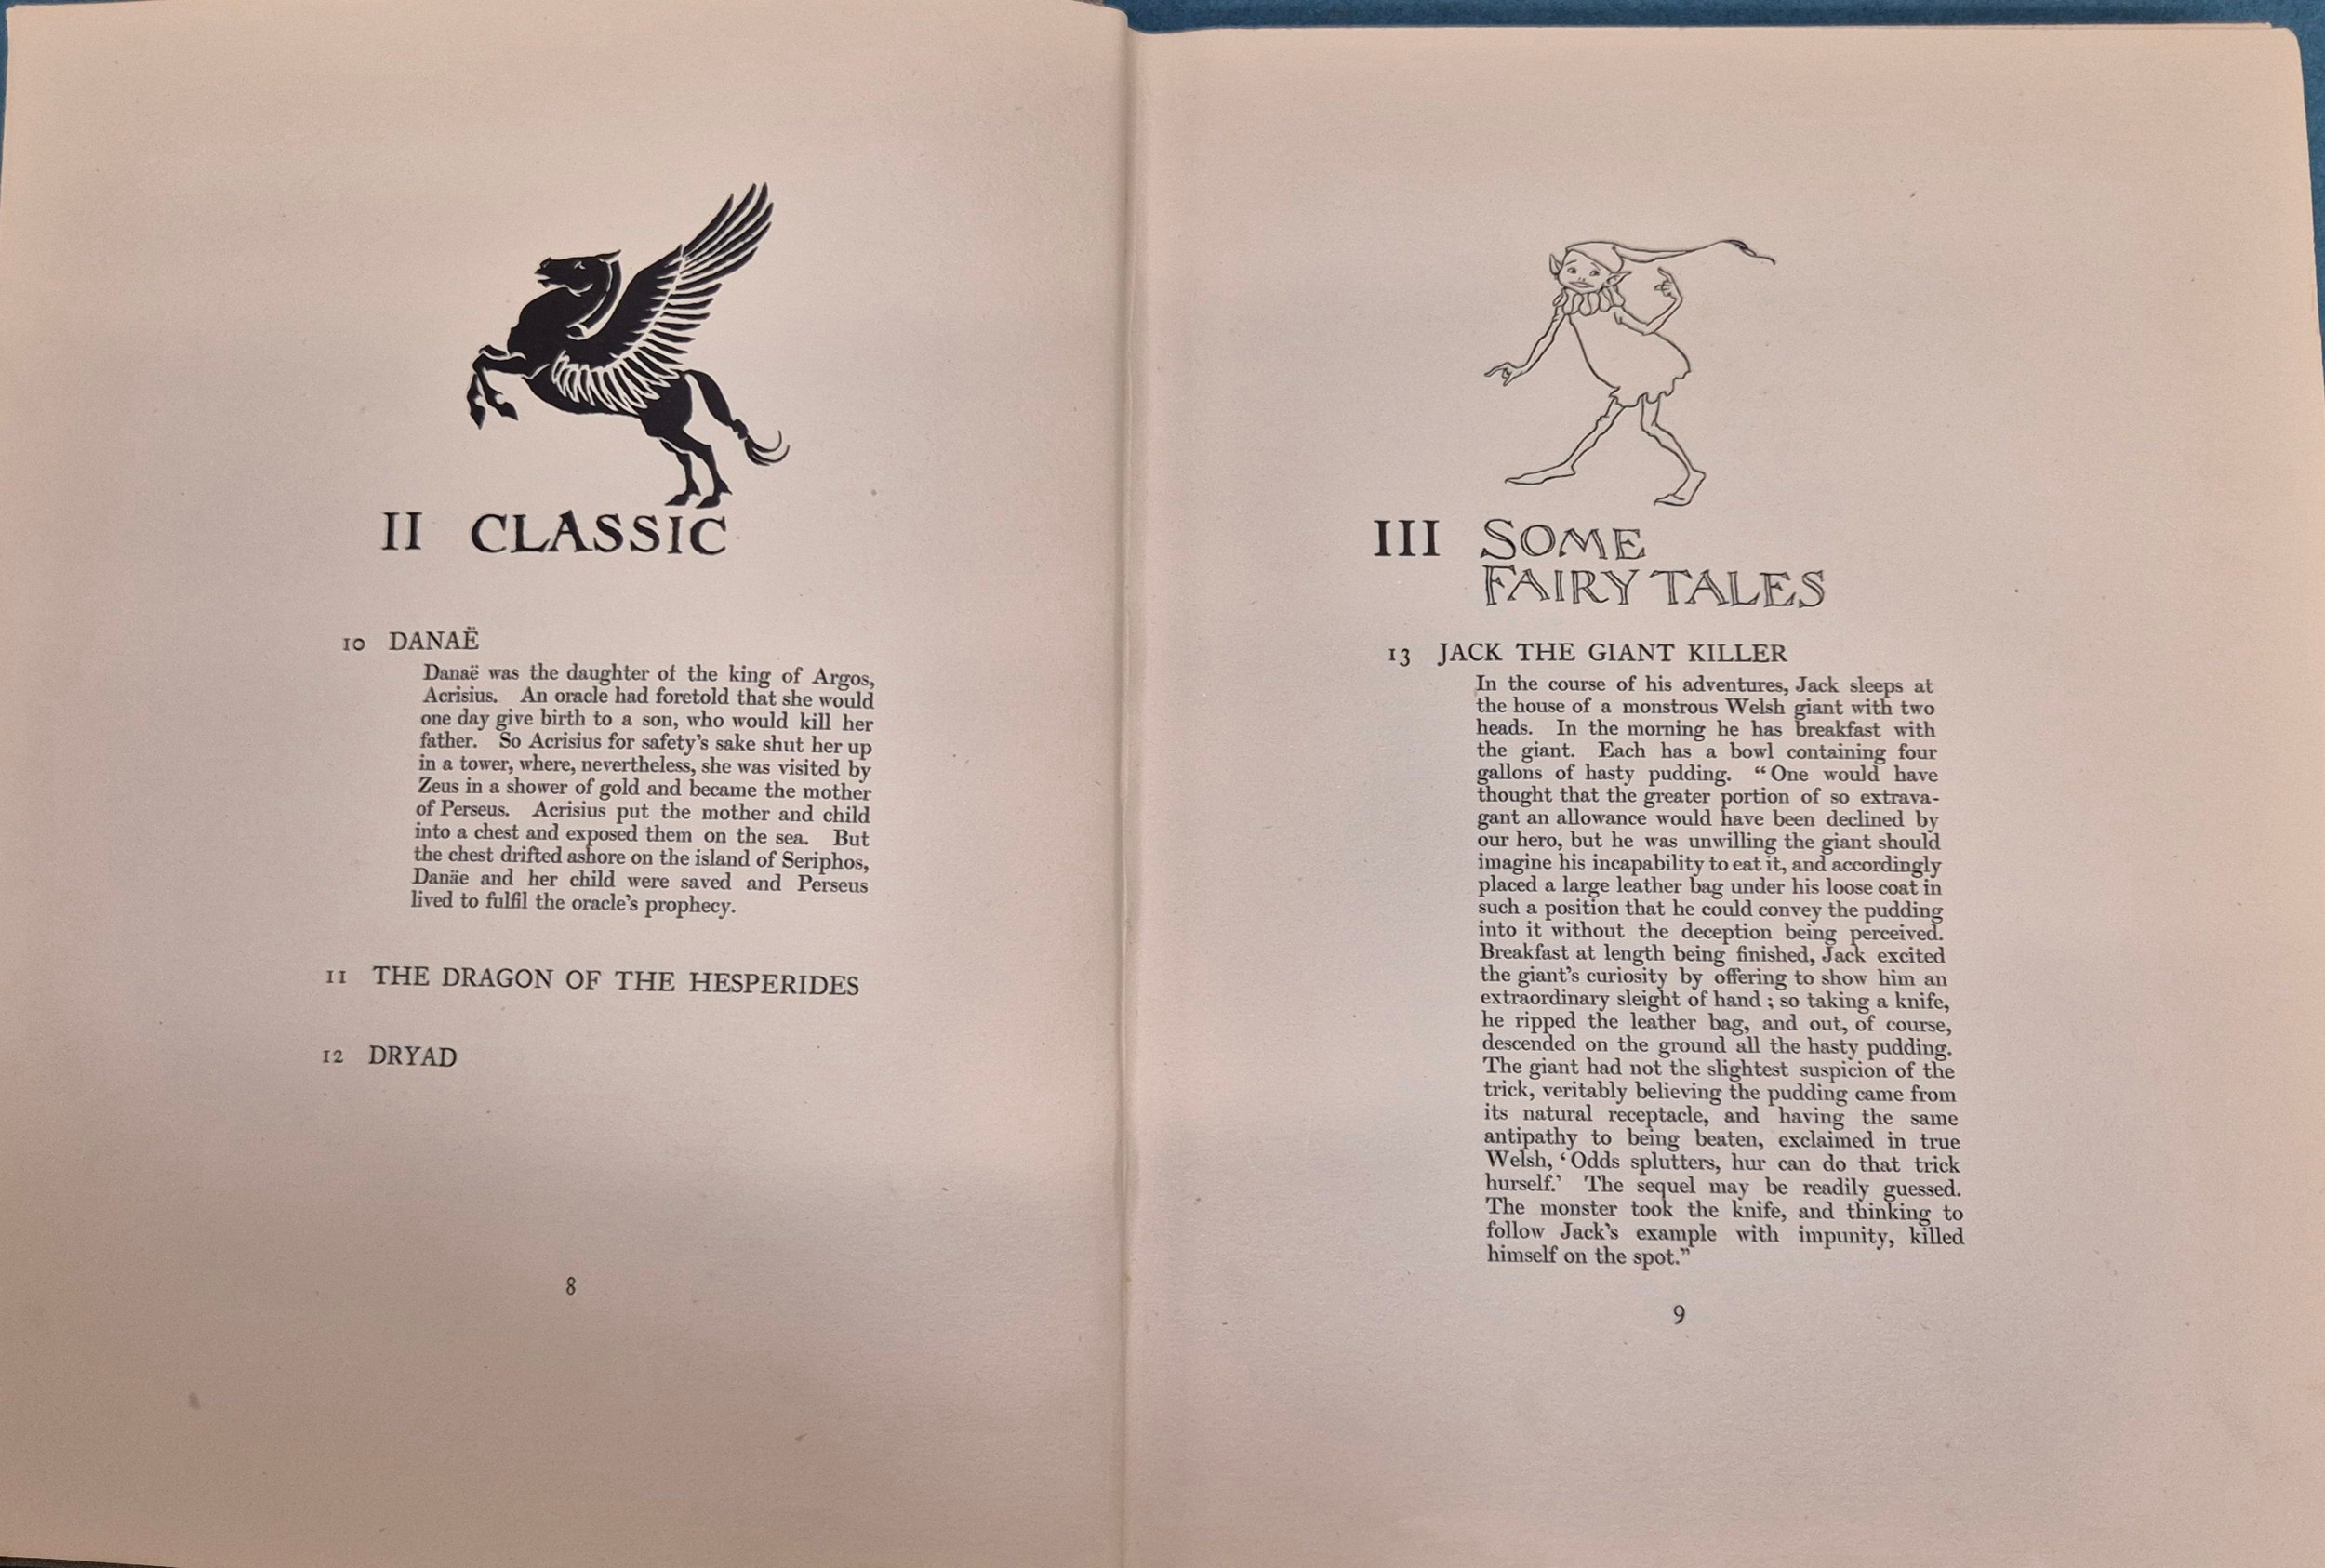 II CLASSIC
10 DANAË
Danaë was the daughter of the king of Argos,
Acrisius. An oracle had foretold that she would
one day give birth to a son, who would kill her
father. So Acrisius for safety's sake shut her up
in a tower, where, nevertheless, she was visited by
Zeus in a shower of gold and became the mother
of Perseus. Acrisius put the mother and child
into a chest and exposed them on the sea. But
the chest drifted ashore on the island of Seriphos,
Danäe and her child were saved and Perseus
lived to fulfil the oracle's prophecy.
11 THE DRAGON OF THE HESPERIDES
12 DRYAD
8
III SOME
FAIRY TALES
13 JACK THE GIANT KILLER
In the course of his adventures, Jack sleeps at
the house of a monstrous Welsh giant with two
heads. In the morning he has breakfast with
the giant. Each has a bowl containing four
gallons of hasty pudding. “One would have
thought that the greater portion of so extrava-
gant an allowance would have been declined by
our hero, but he was unwilling the giant should
imagine his incapability to eat it, and accordingly
placed a large leather bag under his loose coat in
such a position that he could convey the pudding
into it without the deception being perceived.
Breakfast at length being finished, Jack excited
the giant's curiosity by offering to show him an
extraordinary sleight of hand ; so taking a knife,
he ripped the leather bag, and out, of course,
descended on the ground all the hasty pudding.
The giant had not the slightest suspicion of the
trick, veritably believing the pudding came from
its natural receptacle, and having the same
antipathy to being beaten, exclaimed in true
Welsh, ‘Odds splutters, hur can do that trick
hurself.’ The sequel may be readily guessed.
The monster took the knife, and thinking to
follow Jack's example with impunity, killed
himself on the spot.”
9